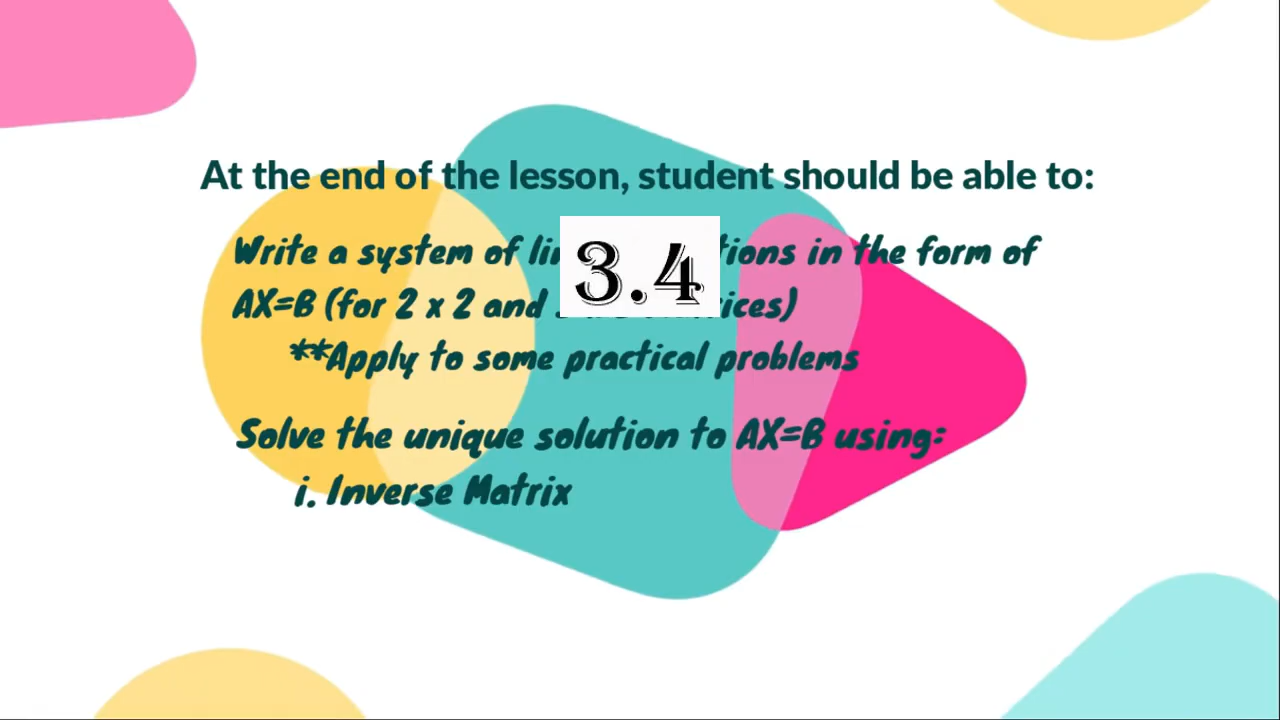 At the end of the lesson, student should be able to:
Write a system of tions in the form of
AX=B (for 2 x 2 and ices)
3.4
**Apply to some practical problems
Solve the unique solution to AX=B using:
i. Inverse Matrix